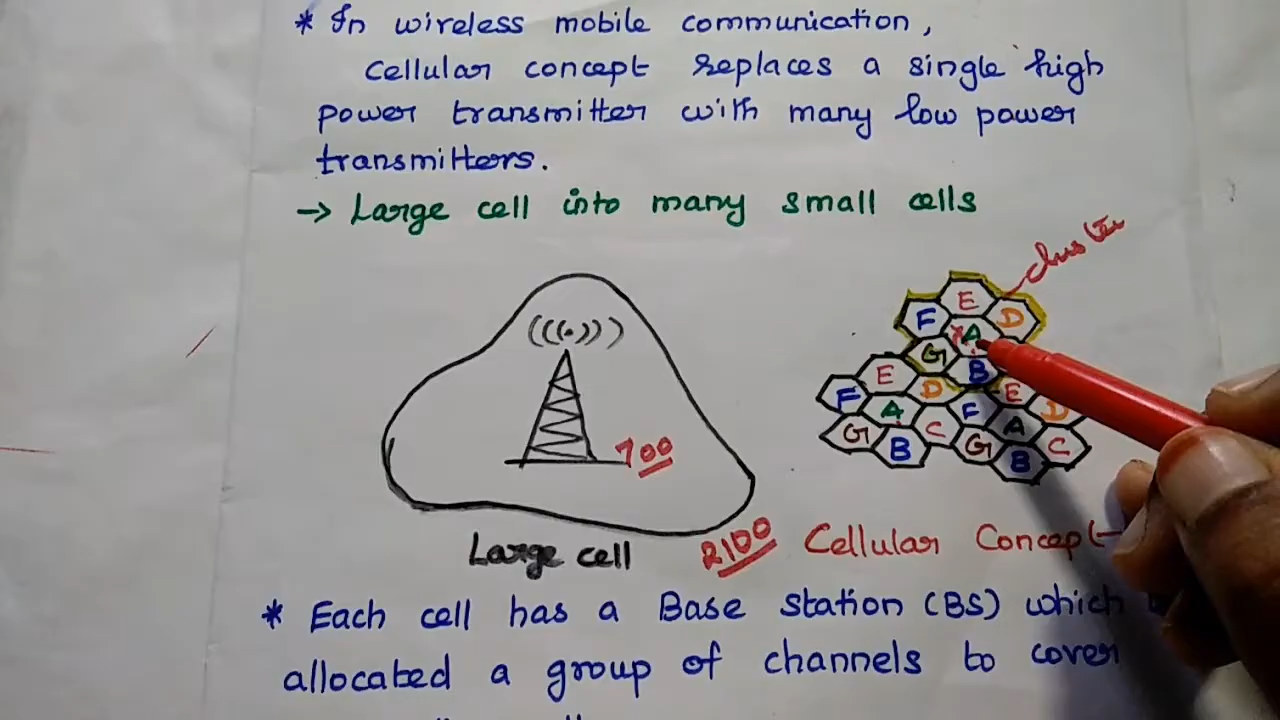 * In wireless mobile communication,
cellular concept replaces a single high
power transmitter with many low power
transmitters.
→ Large cell into many small cells
cluster
E
F D
A
G
B
E D E
F F D
A A
G C G C
B B
700
Large cell
2100
Cellular Concept
* Each cell has a Base station (BS) which
allocated a group of channels to cover